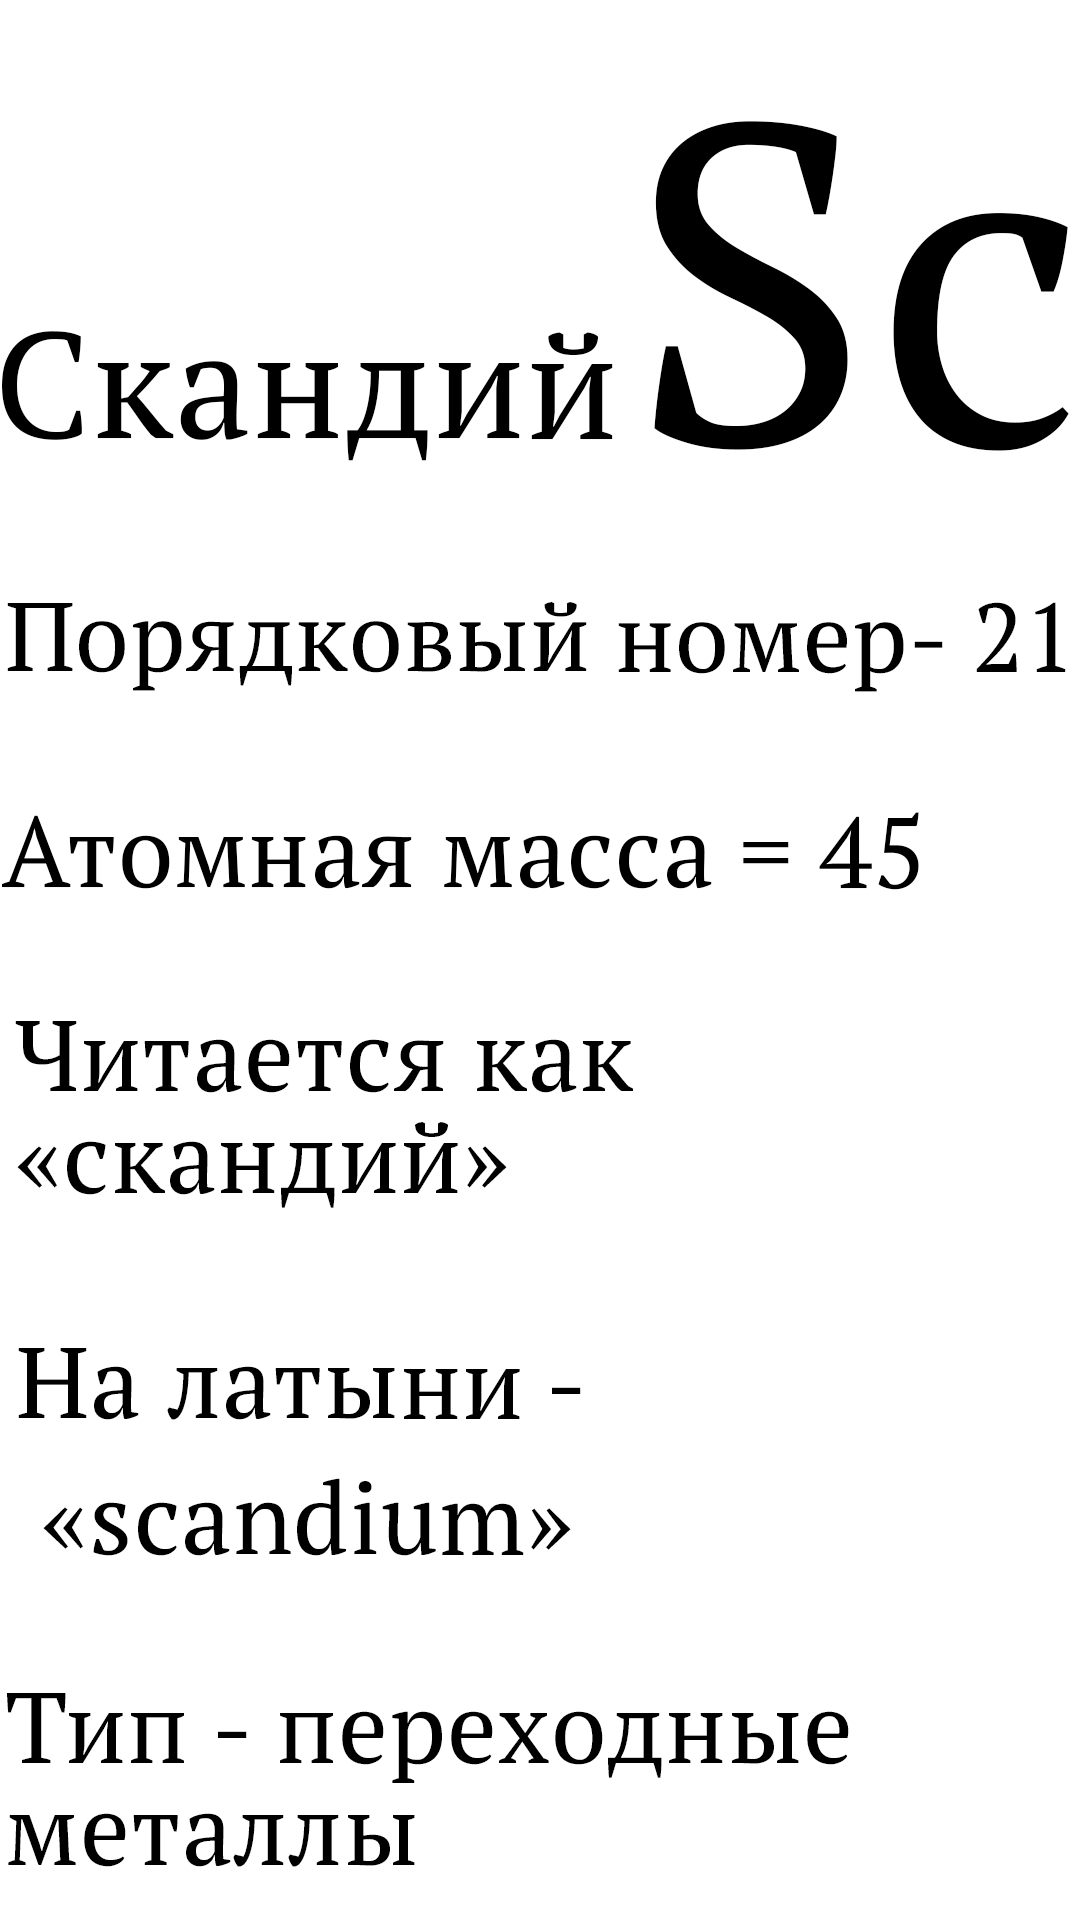 Скандий Sc
Порядковый номер- 21
Атомная масса = 45
Читается как
«скандий»
На латыни -
«scandium»
Тип - переходные
металлы